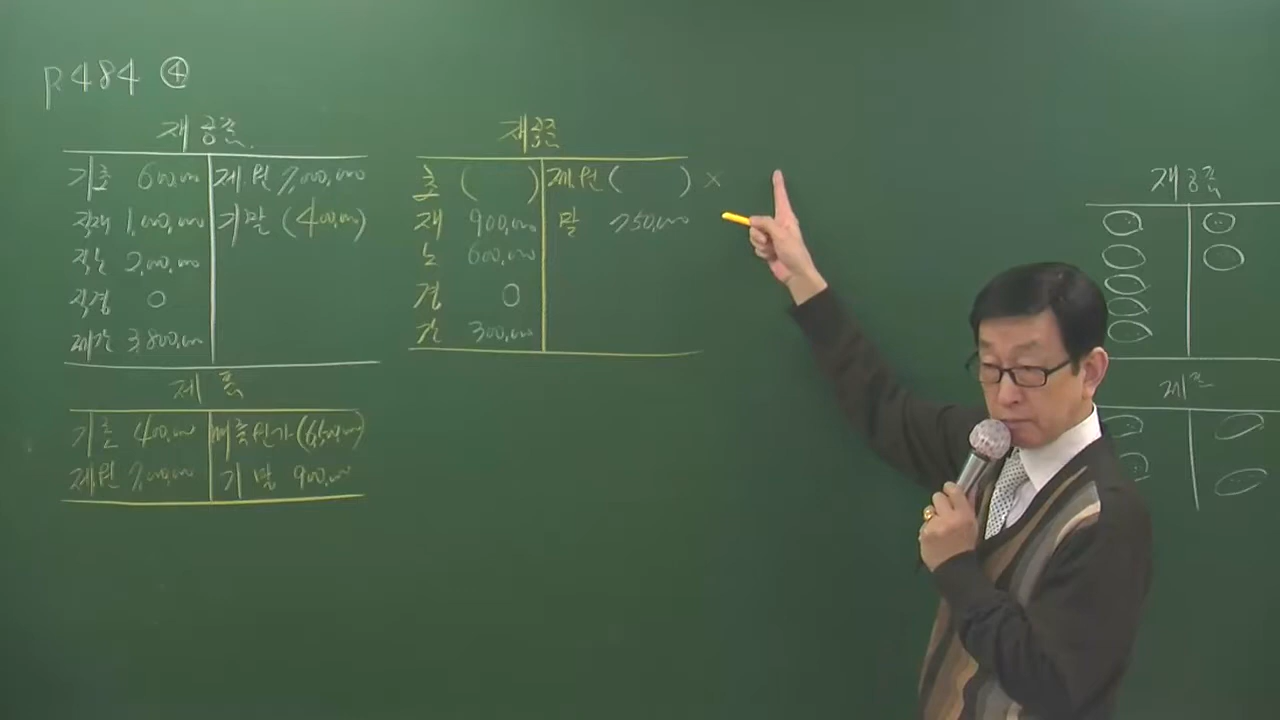 P.484 ④
재공품
기초 600,000 제.원 7,000,000
직재 1,000,000 기말 (400,000)
직노 2,000,000
직경 0
제간 3,800,000
제 품
기초 400,000 매출원가 (6,500,000)
제.원 7,000,000 기말 900,000
재공품
초 ( ) 제.원 ( ) ×
재 900,000 말 750,000
노 600,000
경 0
간 300,000
재공품
제품